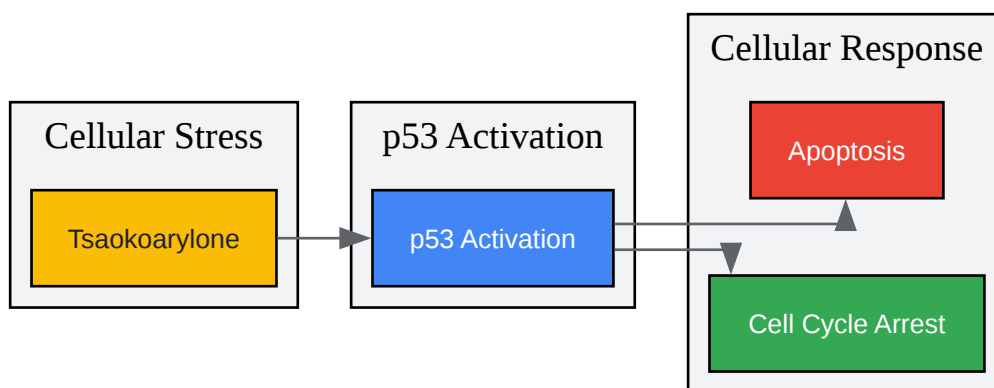 Cellular Stress
Tsaokoarylone
p53 Activation
p53 Activation
Cellular Response
Apoptosis
Cell Cycle Arrest